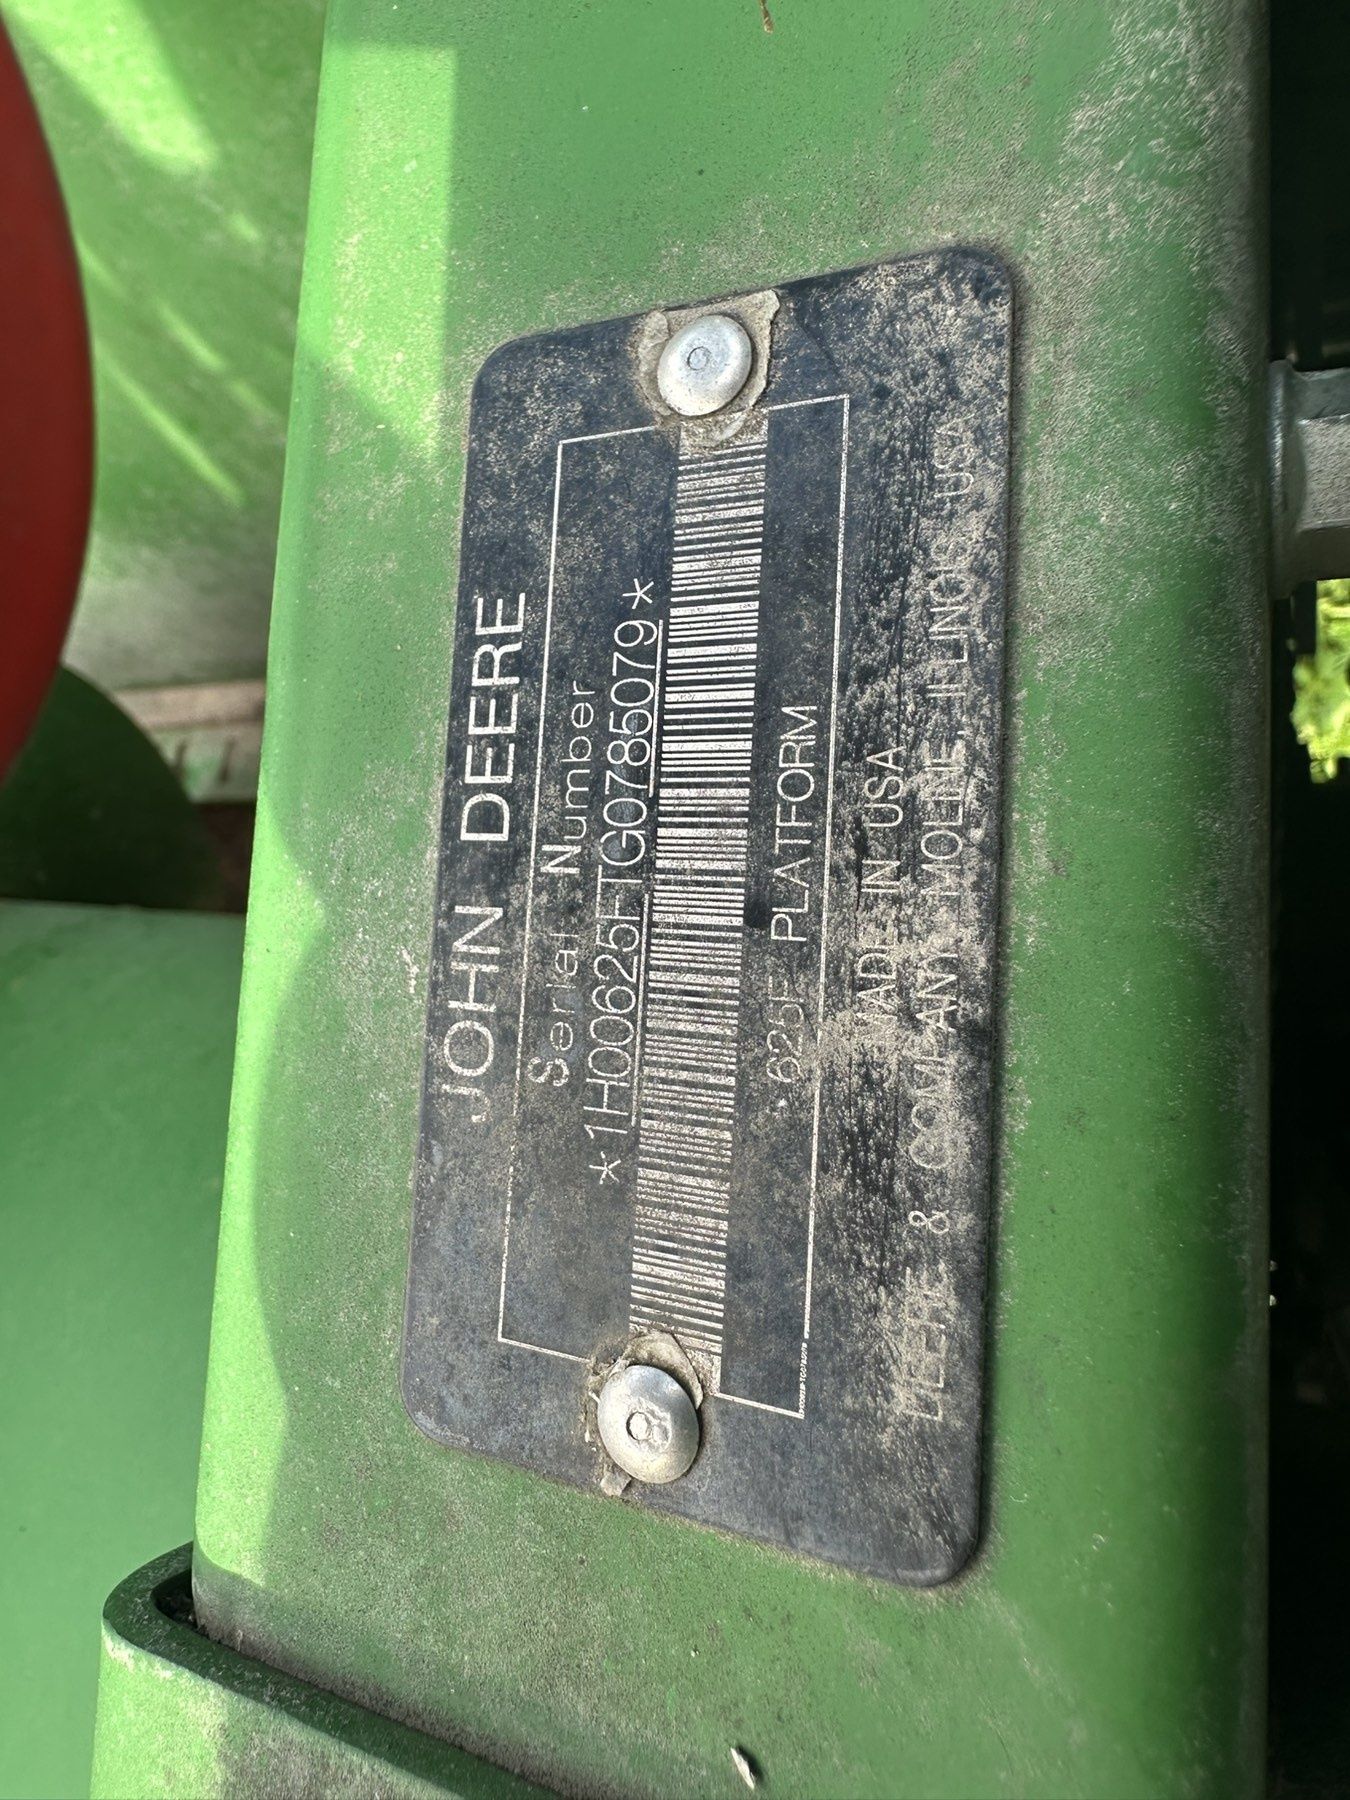 JOHN DEERE
Serial Number
*1H00625FTG0785079*
625F PLATFORM
MADE IN USA
DEERE & COMPANY, MOLINE, ILLINOIS USA